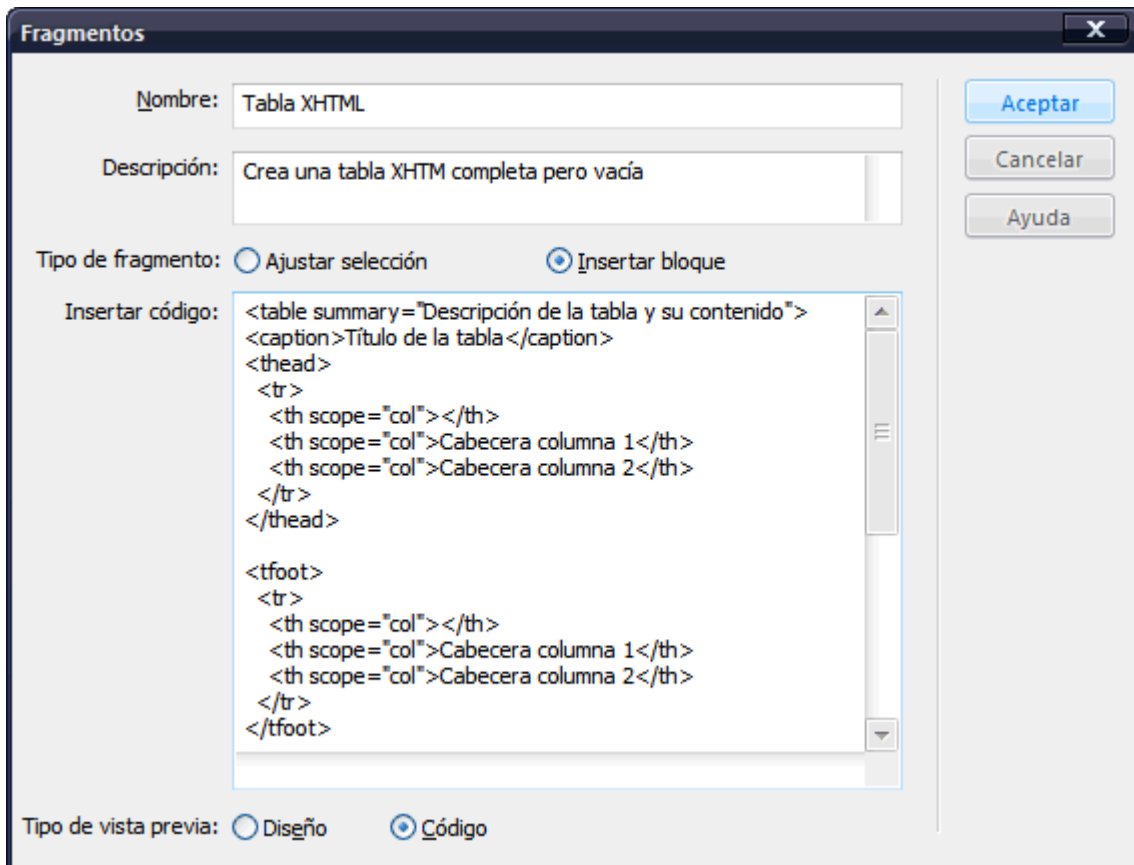 Fragmentos
Nombre: Tabla XHTML
Aceptar
Descripción: Crea una tabla XHTM completa pero vacía
Cancelar
Ayuda
Tipo de fragmento: Ajustar selección Insertar bloque
Insertar código: <table summary="Descripción de la tabla y su contenido">
<caption>Título de la tabla</caption>
<thead>
<tr>
<th scope="col"></th>
<th scope="col">Cabecera columna 1</th>
<th scope="col">Cabecera columna 2</th>
</tr>
</thead>
<tfoot>
<tr>
<th scope="col"></th>
<th scope="col">Cabecera columna 1</th>
<th scope="col">Cabecera columna 2</th>
</tr>
</tfoot>
Tipo de vista previa: Diseño Código